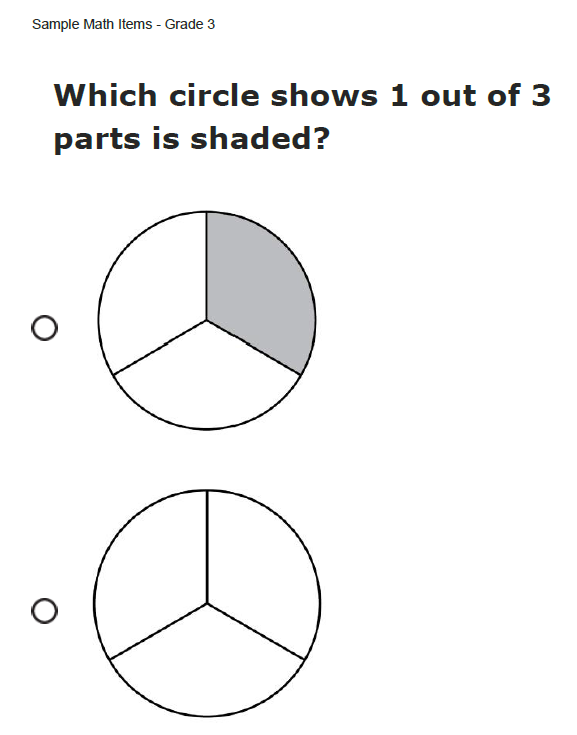 Sample Math Items - Grade 3
Which circle shows 1 out of 3
parts is shaded?